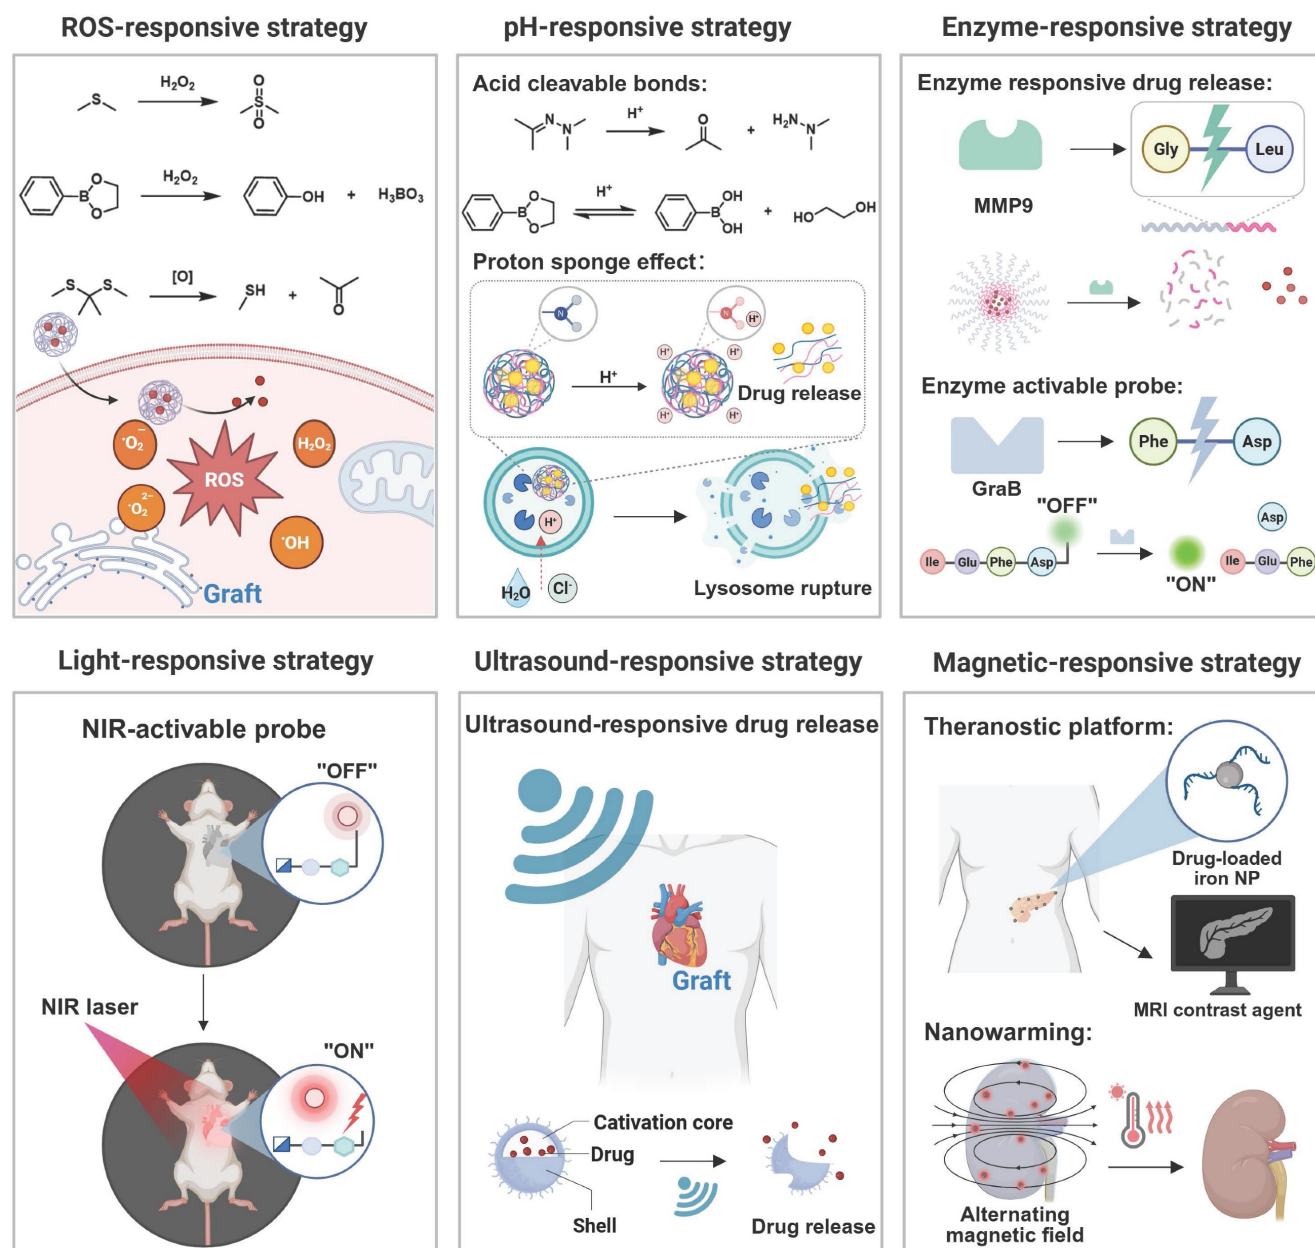 ROS-responsive strategy
H₂O₂
S
O
S
O
H₂O₂
B
O
O
OH
+
H₃BO₃
[O]
S
S
SH
+
O
·O₂⁻
H₂O₂
ROS
·O₂²⁻
·OH
Graft
pH-responsive strategy
Acid cleavable bonds:
N
N
H⁺
O
+
H₂N
N
B
O
O
H⁺
OH
B
OH
+
HO
OH
Proton sponge effect:
N
N
H⁺
H⁺
H⁺
H⁺
H⁺
H⁺
Drug release
H⁺
H₂O
Cl⁻
Lysosome rupture
Enzyme-responsive strategy
Enzyme responsive drug release:
MMP9
Gly
Leu
Enzyme activable probe:
GraB
Phe
Asp
"OFF"
Asp
Ile
Glu
Phe
Asp
"ON"
Ile
Glu
Phe
Light-responsive strategy
NIR-activable probe
"OFF"
NIR laser
"ON"
Ultrasound-responsive strategy
Ultrasound-responsive drug release
Graft
Cativation core
Drug
Shell
Drug release
Magnetic-responsive strategy
Theranostic platform:
Drug-loaded
iron NP
MRI contrast agent
Nanowarming:
Alternating
magnetic field